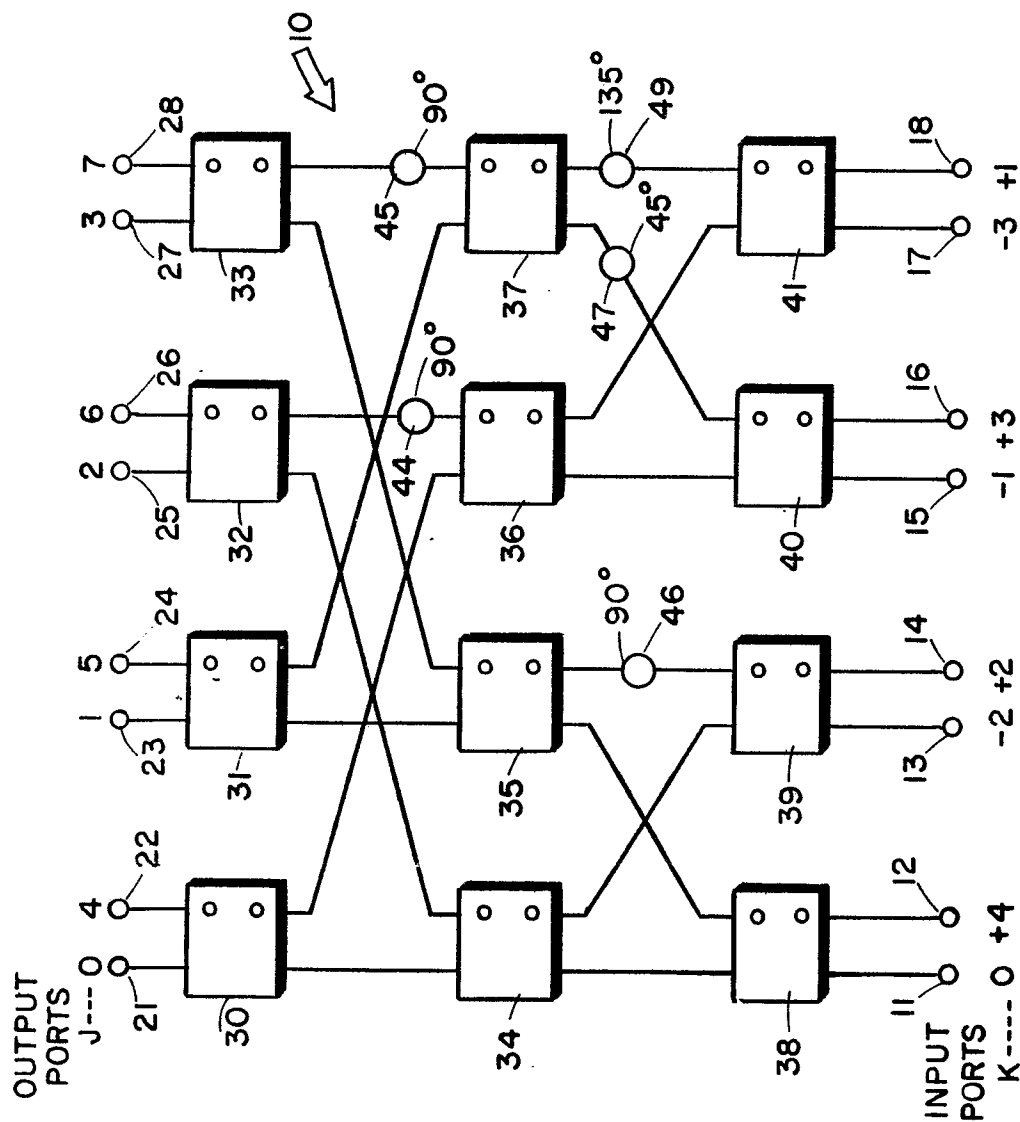 OUTPUT
PORTS
J--- 0 4 1 5 2 6 3 7
21 22 23 24 25 26 27 28
10
30 31 32 33
44 90° 45 90°
34 35 36 37
90° 46 47 45° 135° 49
38 39 40 41
11 12 13 14 15 16 17 18
INPUT
PORTS
K---- 0 +4 -2 +2 -1 +3 -3 +1